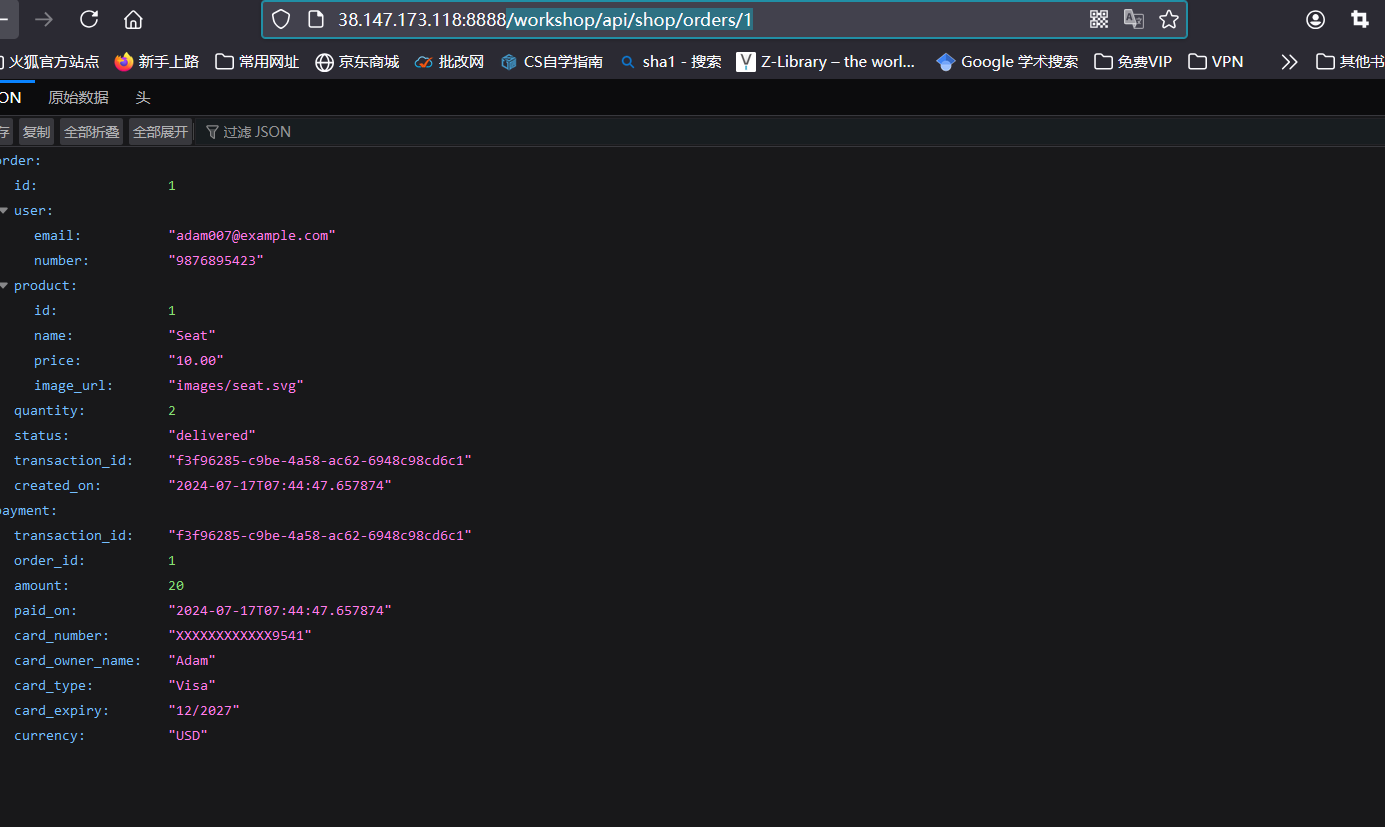 38.147.173.118:8888/workshop/api/shop/orders/1
火狐官方站点 新手上路 常用网址 京东商城 批改网 CS自学指南 sha1 - 搜索 Z-Library – the worl... Google 学术搜索 免费VIP VPN 其他书
ON 原始数据 头
存 复制 全部折叠 全部展开 过滤 JSON
order:
id: 1
user:
email: "adam007@example.com"
number: "9876895423"
product:
id: 1
name: "Seat"
price: "10.00"
image_url: "images/seat.svg"
quantity: 2
status: "delivered"
transaction_id: "f3f96285-c9be-4a58-ac62-6948c98cd6c1"
created_on: "2024-07-17T07:44:47.657874"
payment:
transaction_id: "f3f96285-c9be-4a58-ac62-6948c98cd6c1"
order_id: 1
amount: 20
paid_on: "2024-07-17T07:44:47.657874"
card_number: "XXXXXXXXXXXX9541"
card_owner_name: "Adam"
card_type: "Visa"
card_expiry: "12/2027"
currency: "USD"